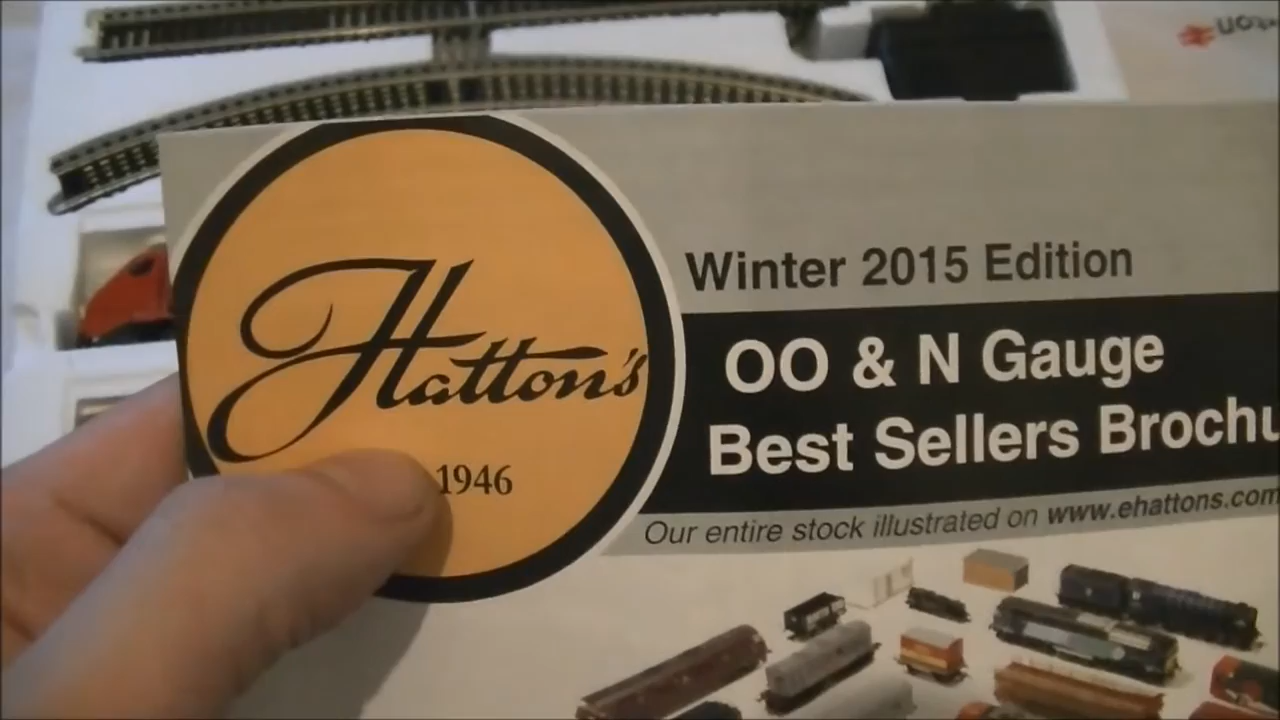 Hatton's
1946
Winter 2015 Edition
OO & N Gauge
Best Sellers Brochu
Our entire stock illustrated on www.ehattons.com